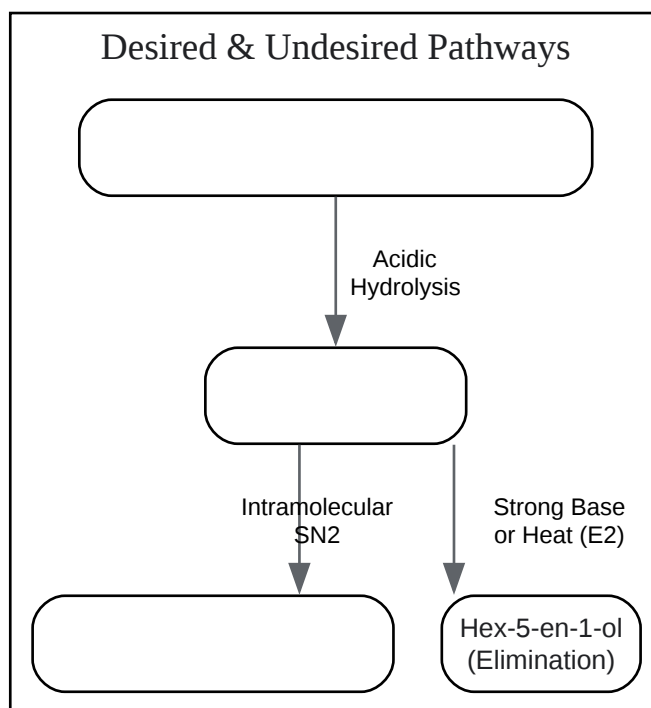 Desired & Undesired Pathways
Acidic
Hydrolysis
Intramolecular
SN2
Strong Base
or Heat (E2)
Hex-5-en-1-ol
(Elimination)